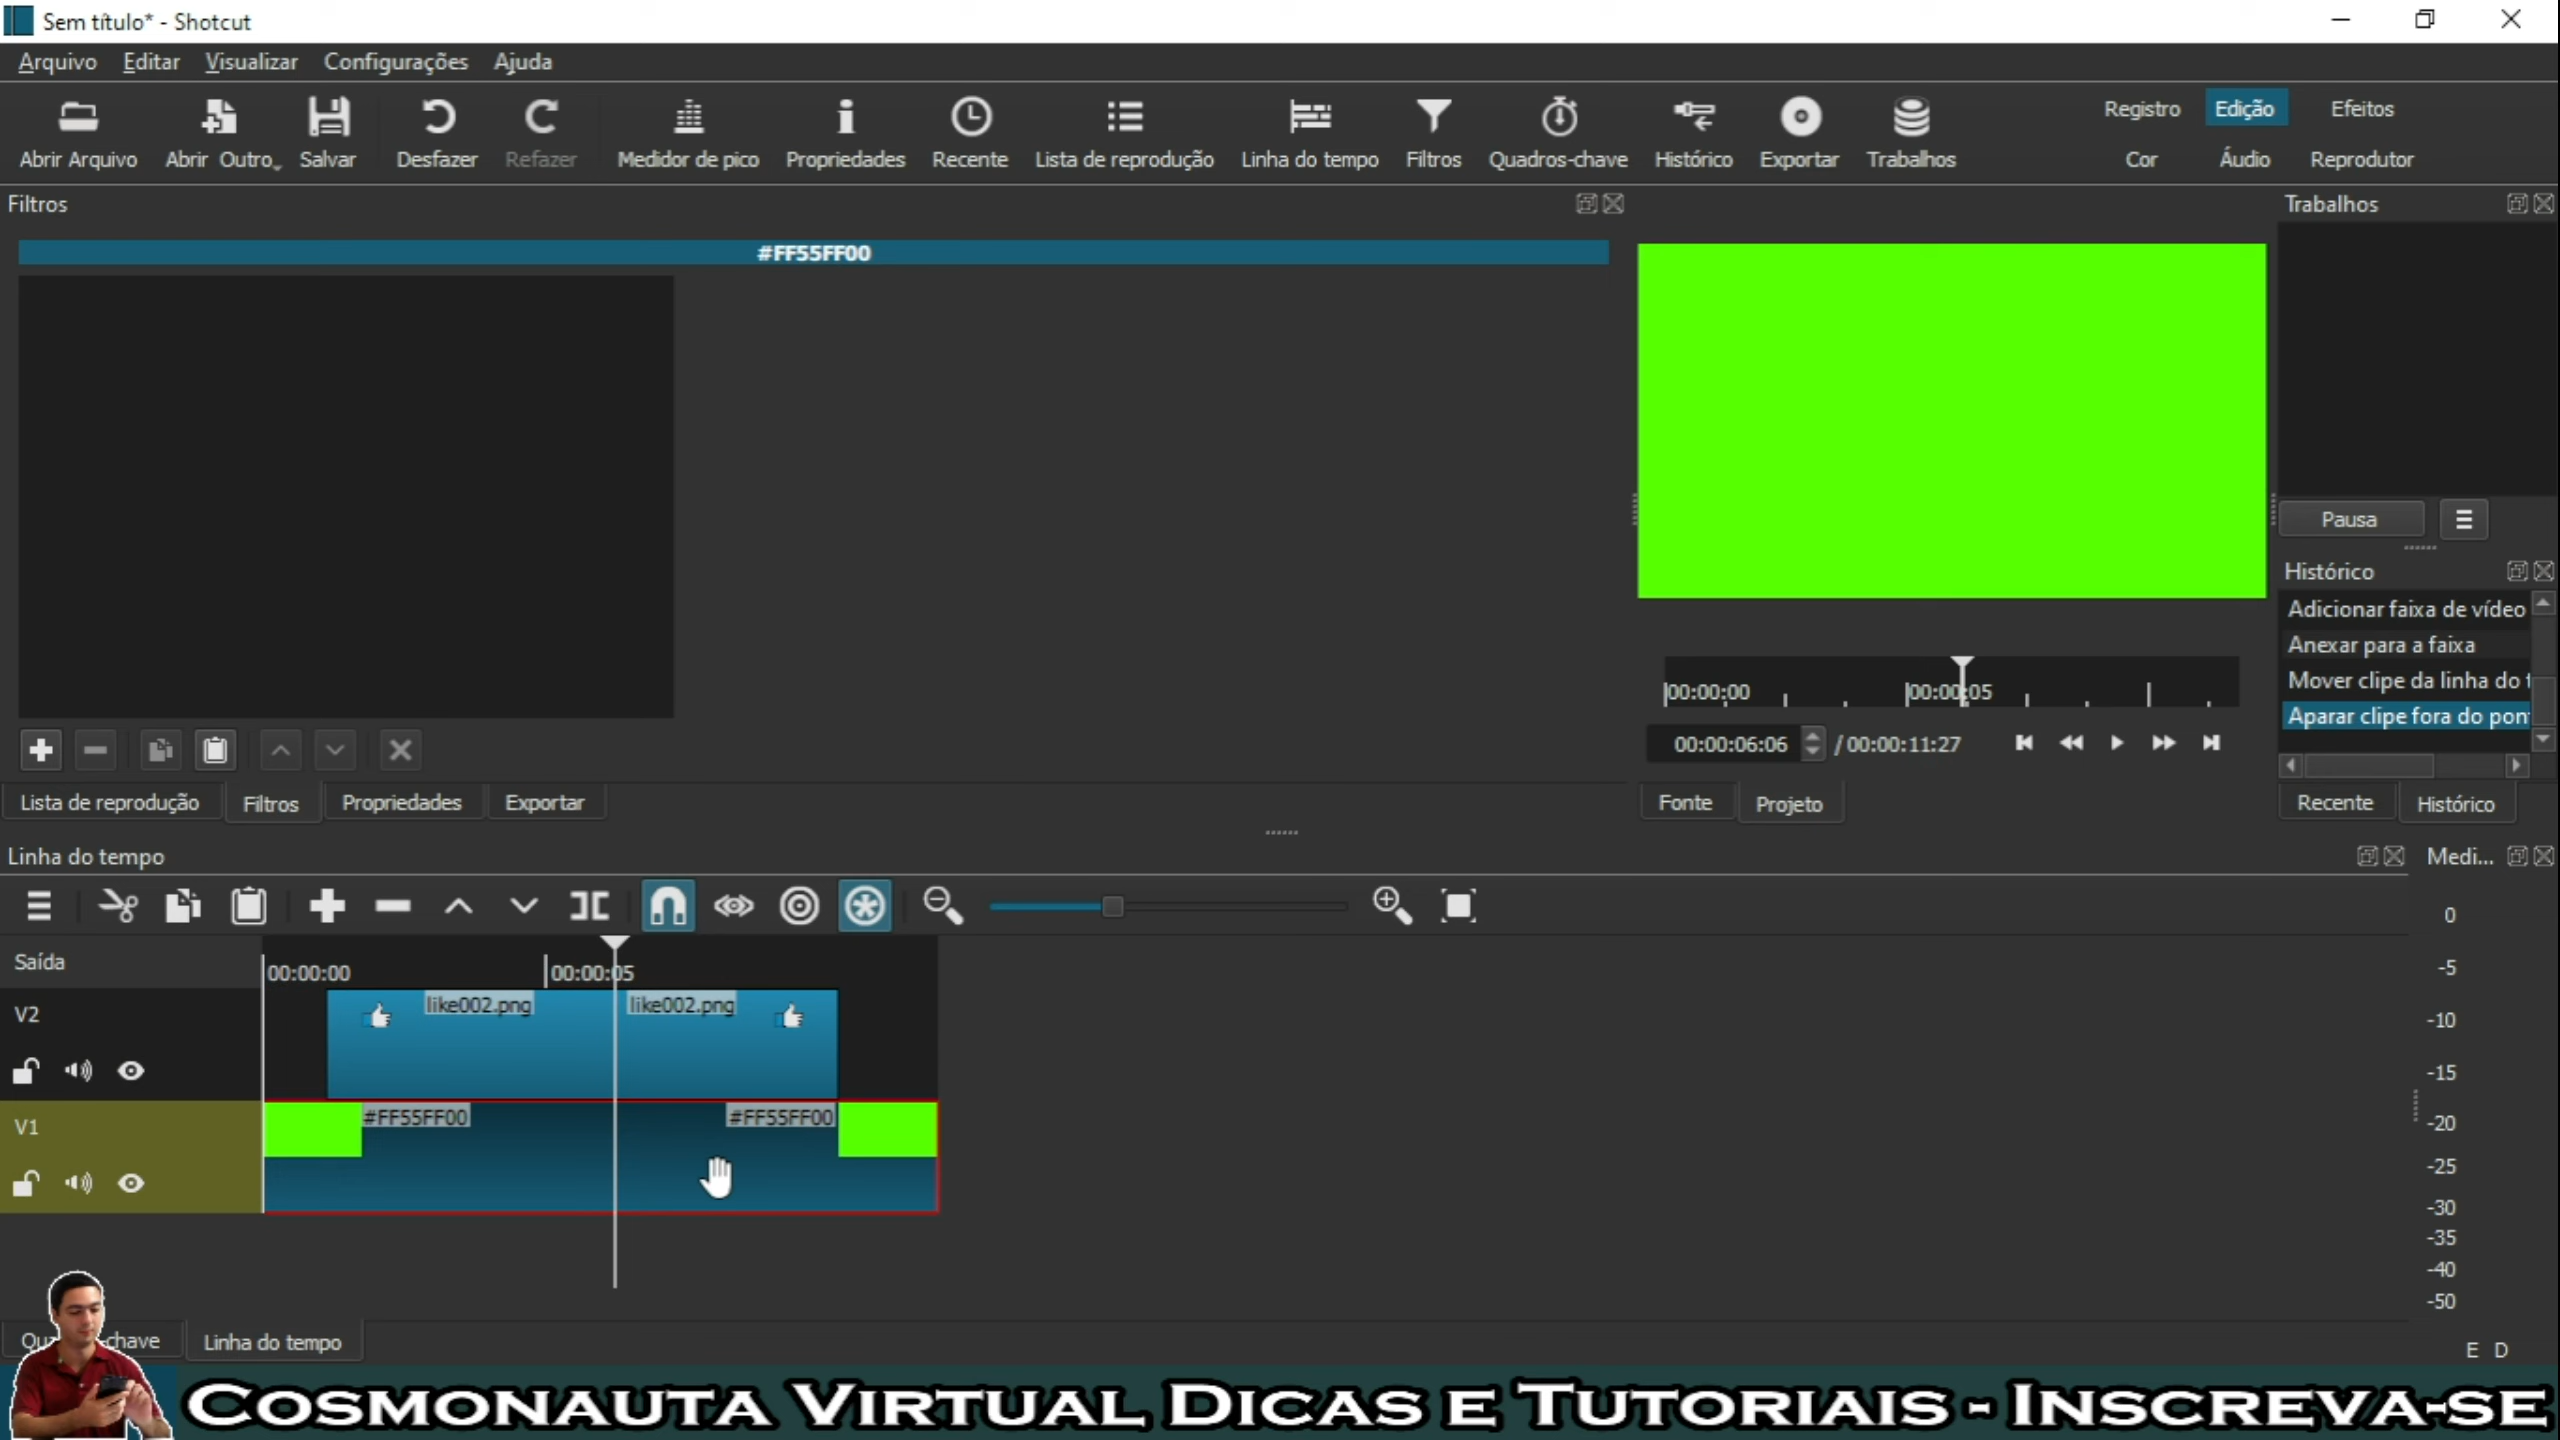 Sem título* - Shotcut
Arquivo Editar Visualizar Configurações Ajuda
Abrir Arquivo Abrir Outro Salvar Desfazer Refazer Medidor de pico Propriedades Recente Lista de reprodução Linha do tempo Filtros Quadros-chave Histórico Exportar Trabalhos
Registro Edição Efeitos
Cor Áudio Reprodutor
Filtros
Trabalhos
#FF55FF00
Pausa
Histórico
Adicionar faixa de vídeo
Anexar para a faixa
Mover clipe da linha do
Aparar clipe fora do pon
00:00:00 00:00:05
00:00:06:06 / 00:00:11:27
Lista de reprodução Filtros Propriedades Exportar
Fonte Projeto
Recente Histórico
Linha do tempo
Medi...
Saída
00:00:00 00:00:05
V2
like002.png like002.png
V1
#FF55FF00 #FF55FF00
0
-5
-10
-15
-20
-25
-30
-35
-40
-50
E D
chave Linha do tempo
Cosmonauta Virtual Dicas e Tutoriais - Inscreva-se